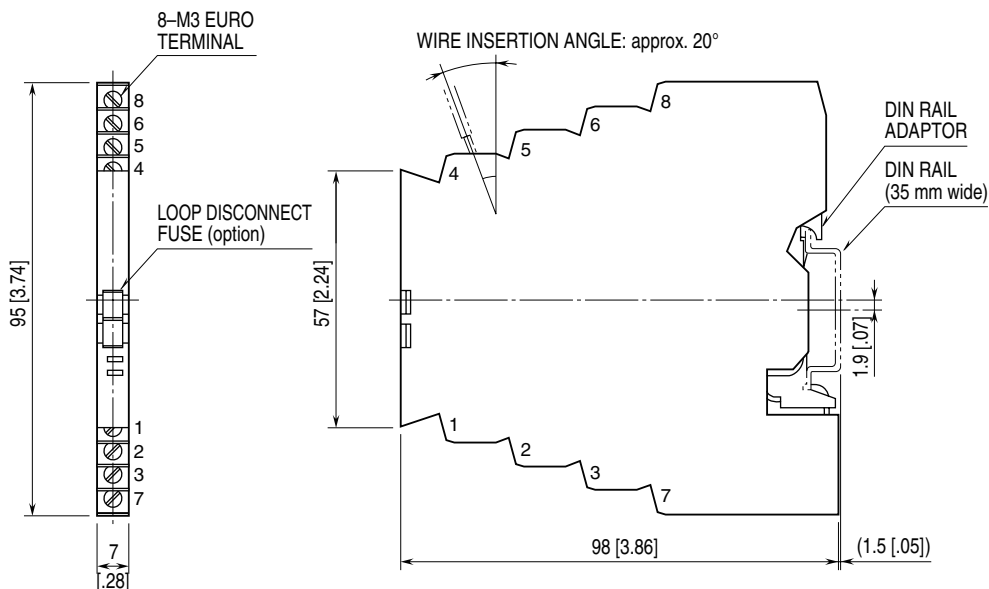 8–M3 EURO
TERMINAL
8
6
5
4
LOOP DISCONNECT
FUSE (option)
95 [3.74]
1
2
3
7
7
[.28]
WIRE INSERTION ANGLE: approx. 20°
8
6
5
4
DIN RAIL
ADAPTOR
DIN RAIL
(35 mm wide)
57 [2.24]
1.9 [.07]
1
2
3
7
98 [3.86]
(1.5 [.05])